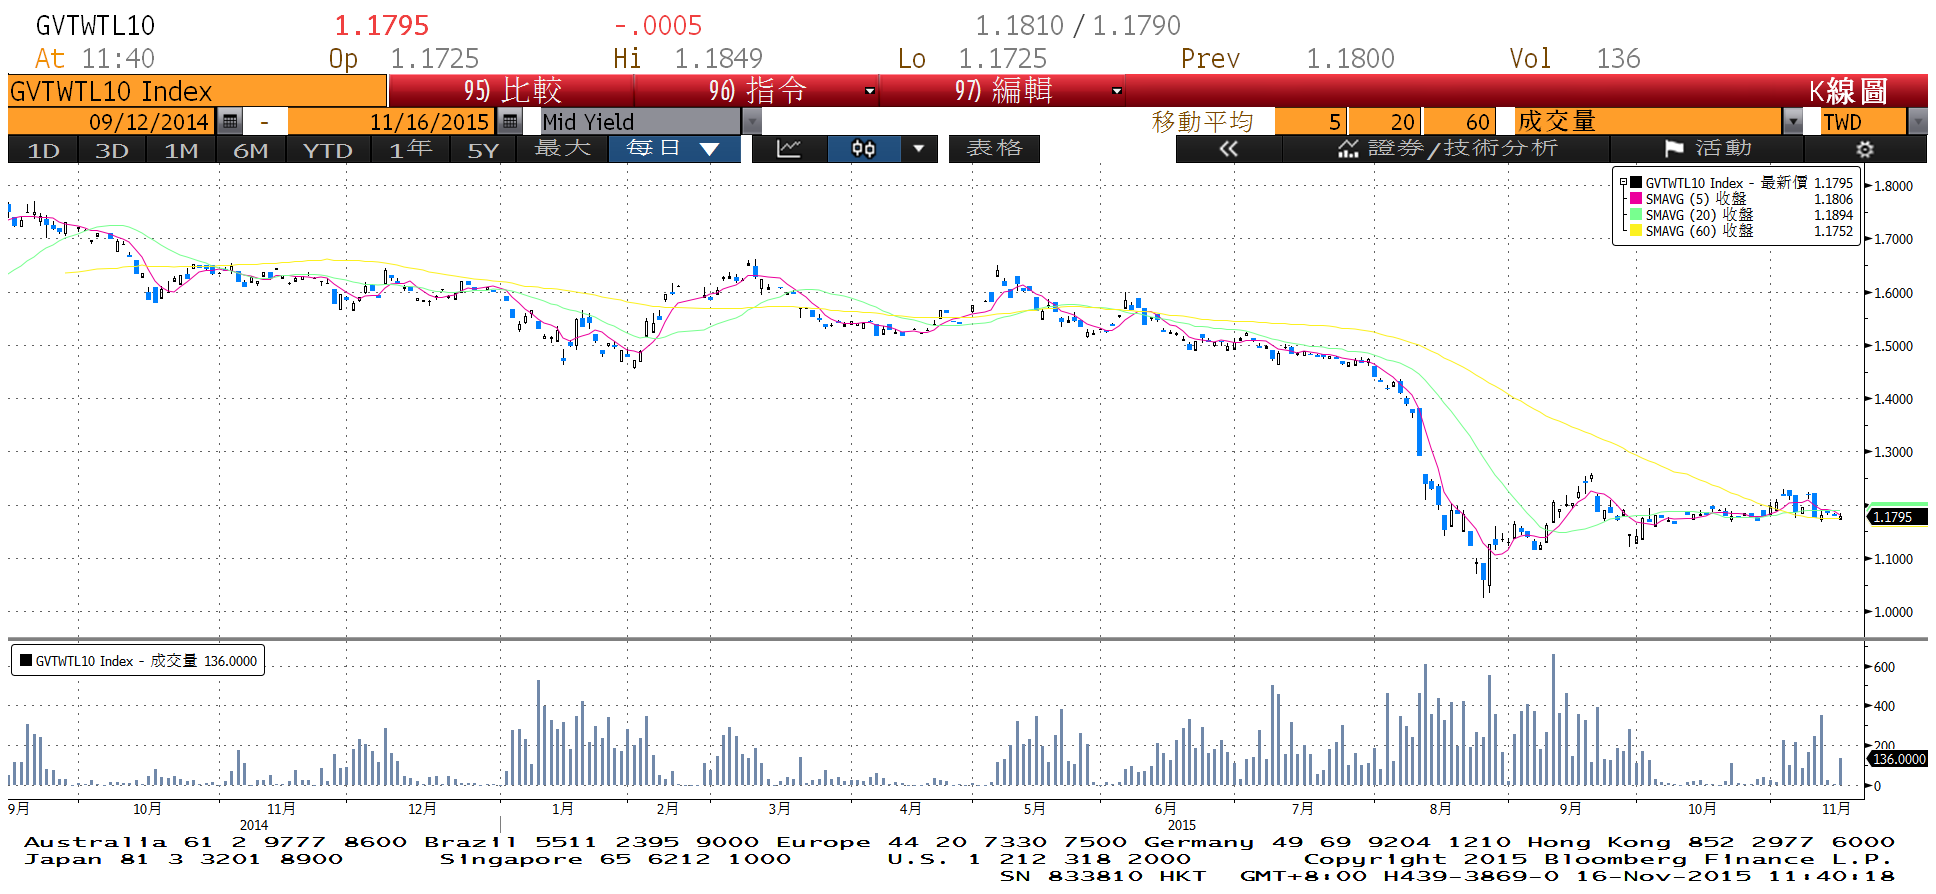 GVTWTL10 1.1795 -.0005 1.1810 / 1.1790
At 11:40 Op 1.1725 Hi 1.1849 Lo 1.1725 Prev 1.1800 Vol 136
GVTWTL10 Index 95) 比較 96) 指令 97) 編輯 K線圖
09/12/2014 - 11/16/2015 Mid Yield 移動平均 5 20 60 成交量 TWD
1D 3D 1M 6M YTD 1年 5Y 最大 每日 表格 « 證券/技術分析 活動
GVTWTL10 Index - 最新價 1.1795
SMAVG (5) 收盤 1.1806
SMAVG (20) 收盤 1.1894
SMAVG (60) 收盤 1.1752
1.8000
1.7000
1.6000
1.5000
1.4000
1.3000
1.1795
1.1000
1.0000
GVTWTL10 Index - 成交量 136.0000
600
400
200
136.0000
0
9月 10月 11月 12月 1月 2月 3月 4月 5月 6月 7月 8月 9月 10月 11月
2014 2015
Australia 61 2 9777 8600 Brazil 5511 2395 9000 Europe 44 20 7330 7500 Germany 49 69 9204 1210 Hong Kong 852 2977 6000
Japan 81 3 3201 8900 Singapore 65 6212 1000 U.S. 1 212 318 2000 Copyright 2015 Bloomberg Finance L.P.
SN 833810 HKT GMT+8:00 H439-3869-0 16-Nov-2015 11:40:18